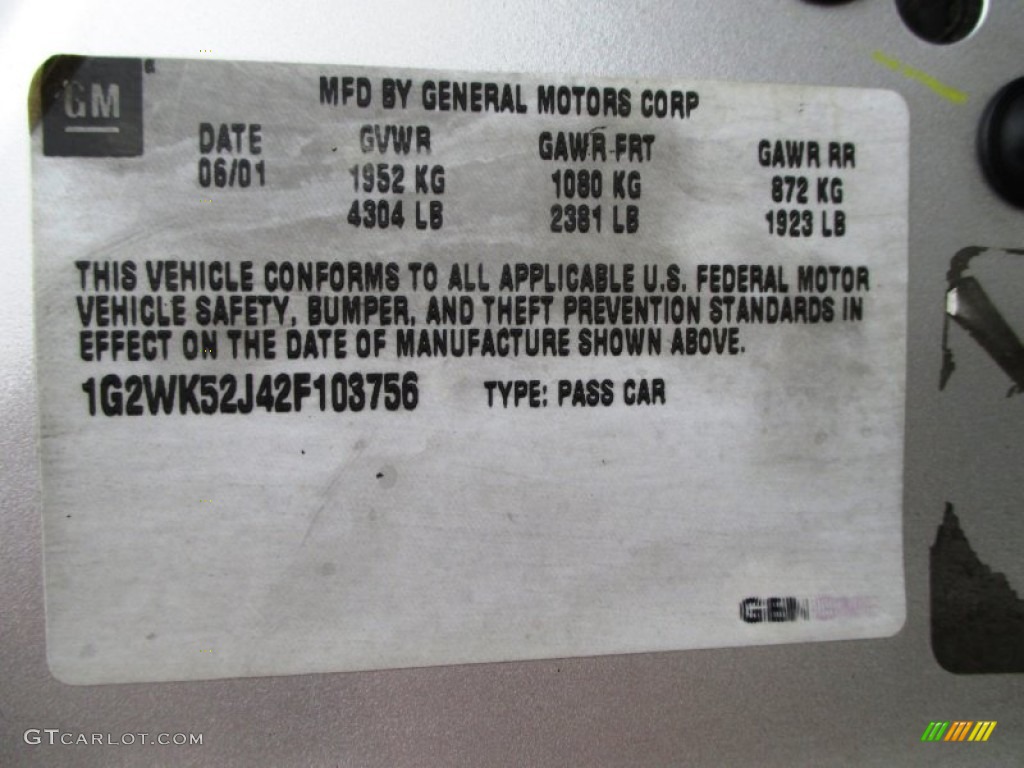 GM
MFD BY GENERAL MOTORS CORP
DATE GVWR GAWR FRT GAWR RR
06/01 1952 KG 1080 KG 872 KG
4304 LB 2381 LB 1923 LB
THIS VEHICLE CONFORMS TO ALL APPLICABLE U.S. FEDERAL MOTOR
VEHICLE SAFETY, BUMPER, AND THEFT PREVENTION STANDARDS IN
EFFECT ON THE DATE OF MANUFACTURE SHOWN ABOVE.
1G2WK52J42F103756 TYPE: PASS CAR
GTCARLOT.COM